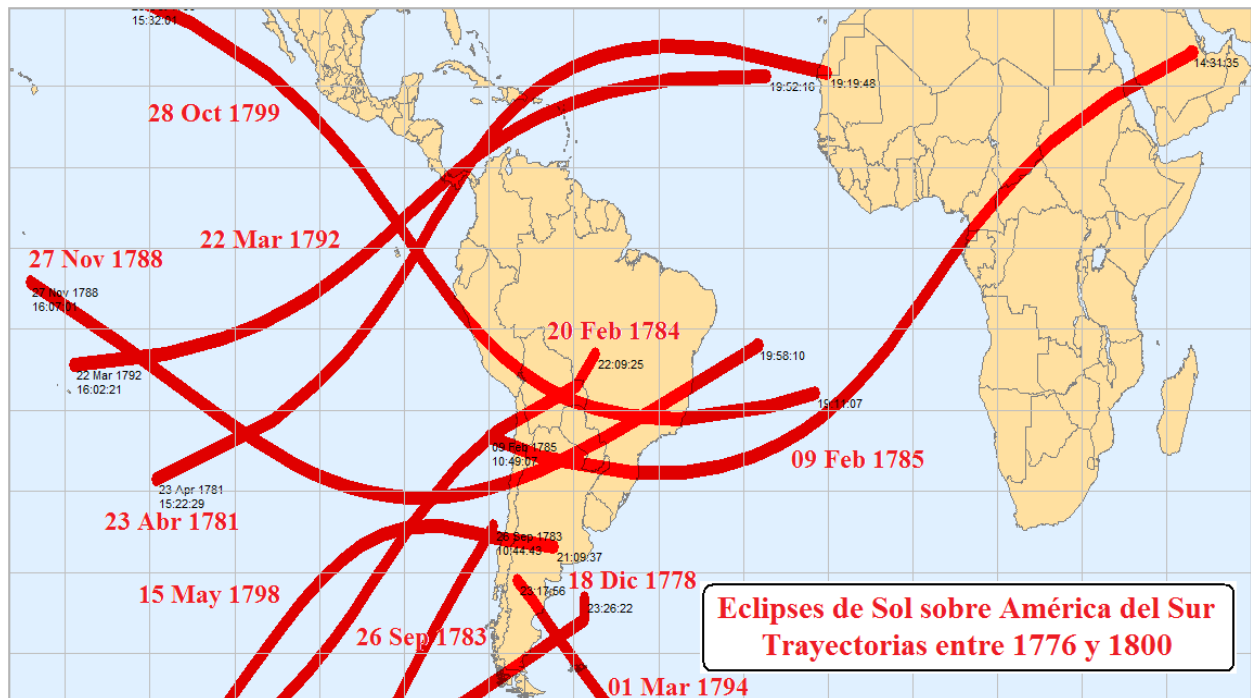 15:32:01
28 Oct 1799
19:52:16
19:19:48
14:31:35
22 Mar 1792
27 Nov 1788
27 Nov 1788
16:07:01
20 Feb 1784
22:09:25
19:58:10
22 Mar 1792
16:02:21
19:11:07
09 Feb 1785
10:49:07
09 Feb 1785
23 Apr 1781
15:22:29
23 Abr 1781
26 Sep 1783
10:44:43
21:09:37
15 May 1798
23:17:56
18 Dic 1778
23:26:22
26 Sep 1783
01 Mar 1794
Eclipses de Sol sobre América del Sur
Trayectorias entre 1776 y 1800